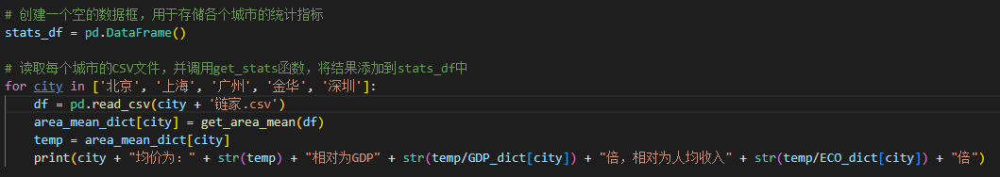 # 创建一个空的数据框，用于存储各个城市的统计指标
stats_df = pd.DataFrame()
# 读取每个城市的CSV文件，并调用get_stats函数，将结果添加到stats_df中
for city in ['北京', '上海', '广州', '金华', '深圳']:
    df = pd.read_csv(city + '链家.csv')
    area_mean_dict[city] = get_area_mean(df)
    temp = area_mean_dict[city]
    print(city + "均价为：" + str(temp) + "相对为GDP" + str(temp/GDP_dict[city]) + "倍，相对为人均收入" + str(temp/ECO_dict[city]) + "倍")